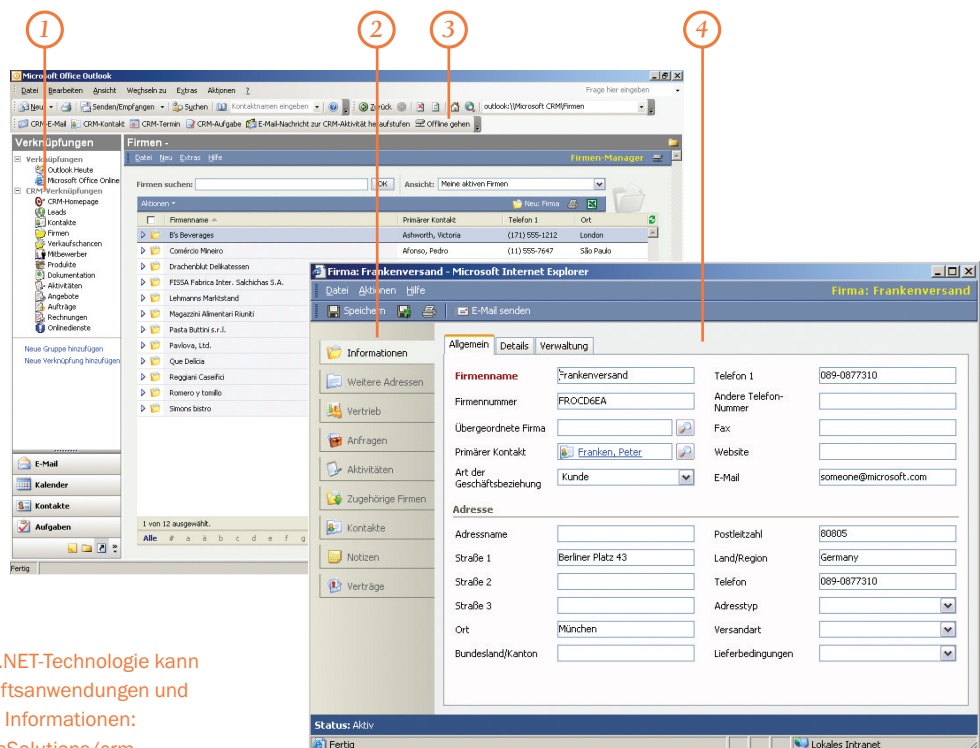 1 2 3 4
Microsoft Office Outlook
Datei Bearbeiten Ansicht Wechseln zu Extras Aktionen ? Frage hier eingeben
Neu Senden/Empfangen Suchen Kontaktnamen eingeben Zurück outlook:\\Microsoft CRM\Firmen
CRM-E-Mail CRM-Kontakt CRM-Termin CRM-Aufgabe E-Mail-Nachricht zur CRM-Aktivität heraufstufen Offline gehen
Verknüpfungen
Verknüpfungen
Outlook Heute
Microsoft Office Online
CRM-Verknüpfungen
CRM-Homepage
Leads
Kontakte
Firmen
Verkaufschancen
Mitbewerber
Produkte
Dokumentation
Aktivitäten
Angebote
Aufträge
Rechnungen
Onlinedienste
Neue Gruppe hinzufügen
Neue Verknüpfung hinzufügen
E-Mail
Kalender
Kontakte
Aufgaben
Fertig
Firmen -
Datei Neu Extras Hilfe Firmen-Manager
Firmen suchen: OK Ansicht: Meine aktiven Firmen
Aktionen Neu: Firma
Firmenname Primärer Kontakt Telefon 1 Ort
B's Beverages Ashworth, Victoria (171) 555-1212 London
Comércio Mineiro Afonso, Pedro (11) 555-7647 São Paulo
Drachenblut Delikatessen
FISSA Fabrica Inter. Salchichas S.A.
Lehmanns Marktstand
Magazzini Alimentari Riuniti
Pasta Buttini s.r.l.
Pavlova, Ltd.
Que Delícia
Reggiani Caseifici
Romero y tomillo
Simons bistro
1 von 12 ausgewählt.
Alle # a ä b c d e f g
Firma: Frankenversand - Microsoft Internet Explorer
Datei Aktionen Hilfe Firma: Frankenversand
Speichern E-Mail senden
Informationen
Weitere Adressen
Vertrieb
Anfragen
Aktivitäten
Zugehörige Firmen
Kontakte
Notizen
Verträge
Allgemein Details Verwaltung
Firmenname Frankenversand Telefon 1 089-0877310
Firmennummer FROCD6EA Andere Telefon-
Nummer
Übergeordnete Firma Fax
Primärer Kontakt Franken, Peter Website
Art der
Geschäftsbeziehung Kunde E-Mail someone@microsoft.com
Adresse
Adressname Postleitzahl 80805
Straße 1 Berliner Platz 43 Land/Region Germany
Straße 2 Telefon 089-0877310
Straße 3 Adresstyp
Ort München Versandart
Bundesland/Kanton Lieferbedingungen
Status: Aktiv
Fertig Lokales Intranet
.NET-Technologie kann
ftsanwendungen und
Informationen: